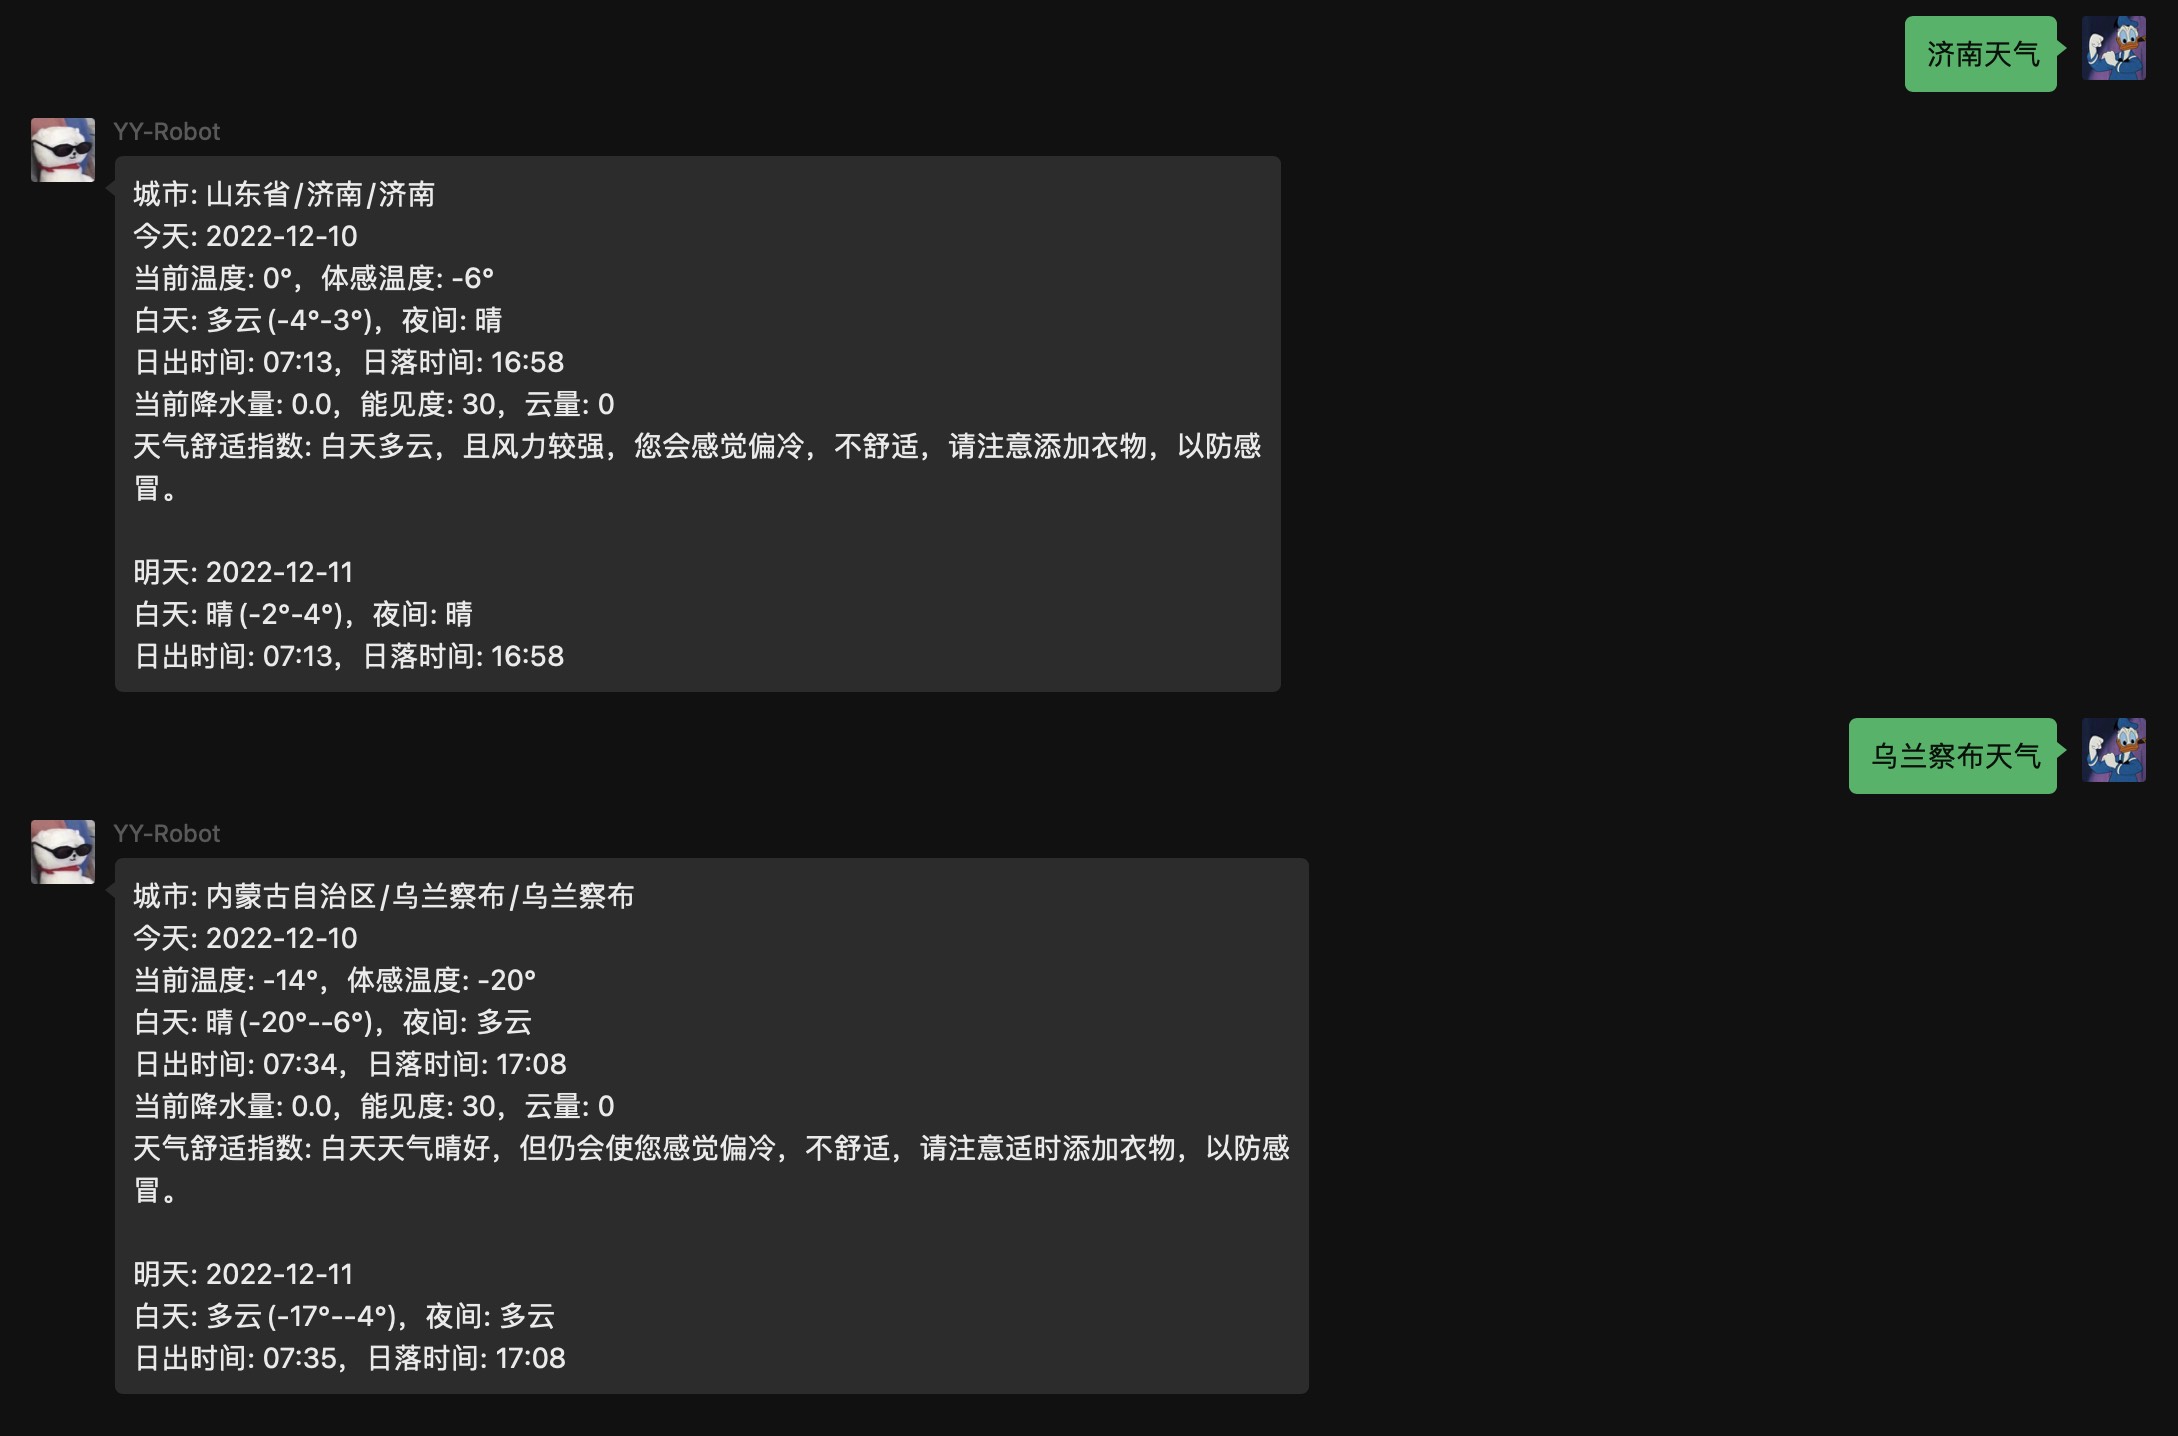 济南天气
YY-Robot
城市: 山东省/济南/济南
今天: 2022-12-10
当前温度: 0°，体感温度: -6°
白天: 多云(-4°-3°)，夜间: 晴
日出时间: 07:13，日落时间: 16:58
当前降水量: 0.0，能见度: 30，云量: 0
天气舒适指数: 白天多云，且风力较强，您会感觉偏冷，不舒适，请注意添加衣物，以防感
冒。
明天: 2022-12-11
白天: 晴(-2°-4°)，夜间: 晴
日出时间: 07:13，日落时间: 16:58
乌兰察布天气
YY-Robot
城市: 内蒙古自治区/乌兰察布/乌兰察布
今天: 2022-12-10
当前温度: -14°，体感温度: -20°
白天: 晴(-20°--6°)，夜间: 多云
日出时间: 07:34，日落时间: 17:08
当前降水量: 0.0，能见度: 30，云量: 0
天气舒适指数: 白天天气晴好，但仍会使您感觉偏冷，不舒适，请注意适时添加衣物，以防感
冒。
明天: 2022-12-11
白天: 多云(-17°--4°)，夜间: 多云
日出时间: 07:35，日落时间: 17:08